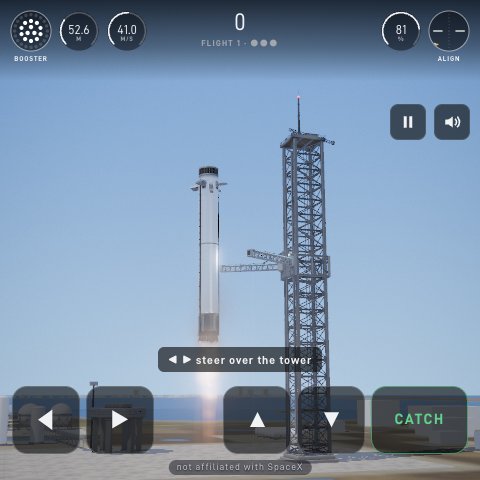 BOOSTER
52.6
M
41.0
M/S
0
FLIGHT 1 ·
81
%
ALIGN
steer over the tower
CATCH
not affiliated with SpaceX